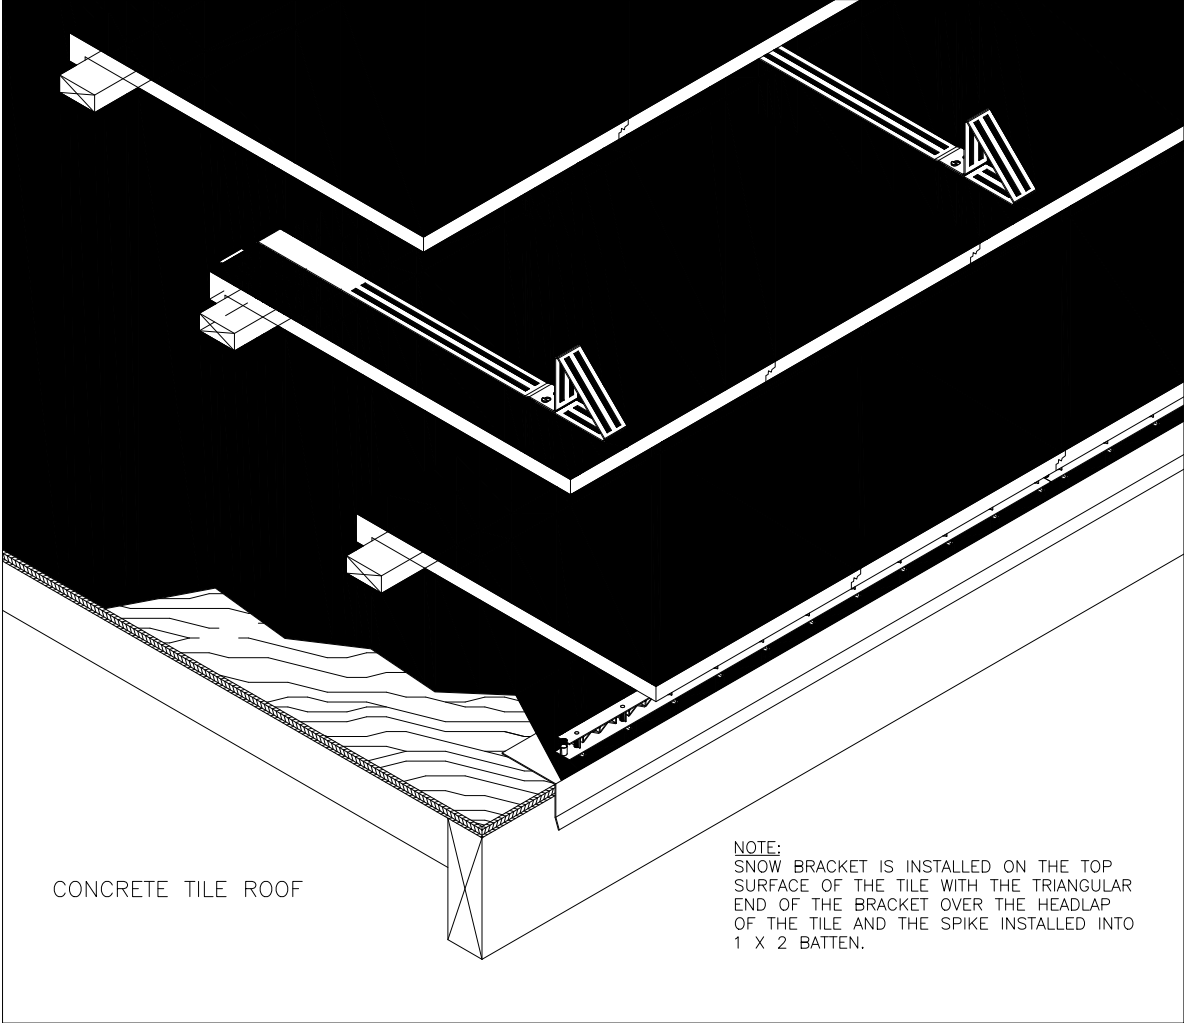 CONCRETE TILE ROOF
NOTE:
SNOW BRACKET IS INSTALLED ON THE TOP
SURFACE OF THE TILE WITH THE TRIANGULAR
END OF THE BRACKET OVER THE HEADLAP
OF THE TILE AND THE SPIKE INSTALLED INTO
1 X 2 BATTEN.